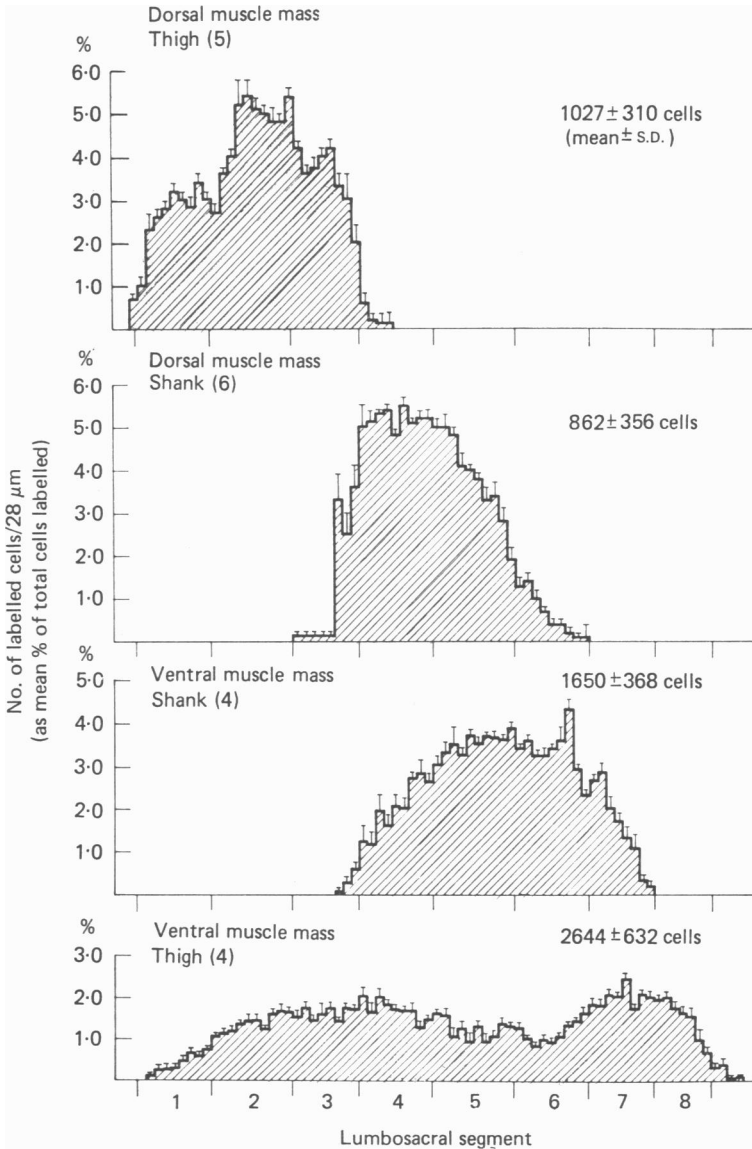 Dorsal muscle mass
Thigh (5)
%
6·0
5·0
4·0
3·0
2·0
1·0
1027±310 cells
(mean± S.D.)
Dorsal muscle mass
Shank (6)
%
6·0
5·0
4·0
3·0
2·0
1·0
862±356 cells
No. of labelled cells/28 μm
(as mean % of total cells labelled)
Ventral muscle mass
Shank (4)
%
5·0
4·0
3·0
2·0
1·0
1650±368 cells
Ventral muscle mass
Thigh (4)
%
3·0
2·0
1·0
2644±632 cells
1 2 3 4 5 6 7 8
Lumbosacral segment